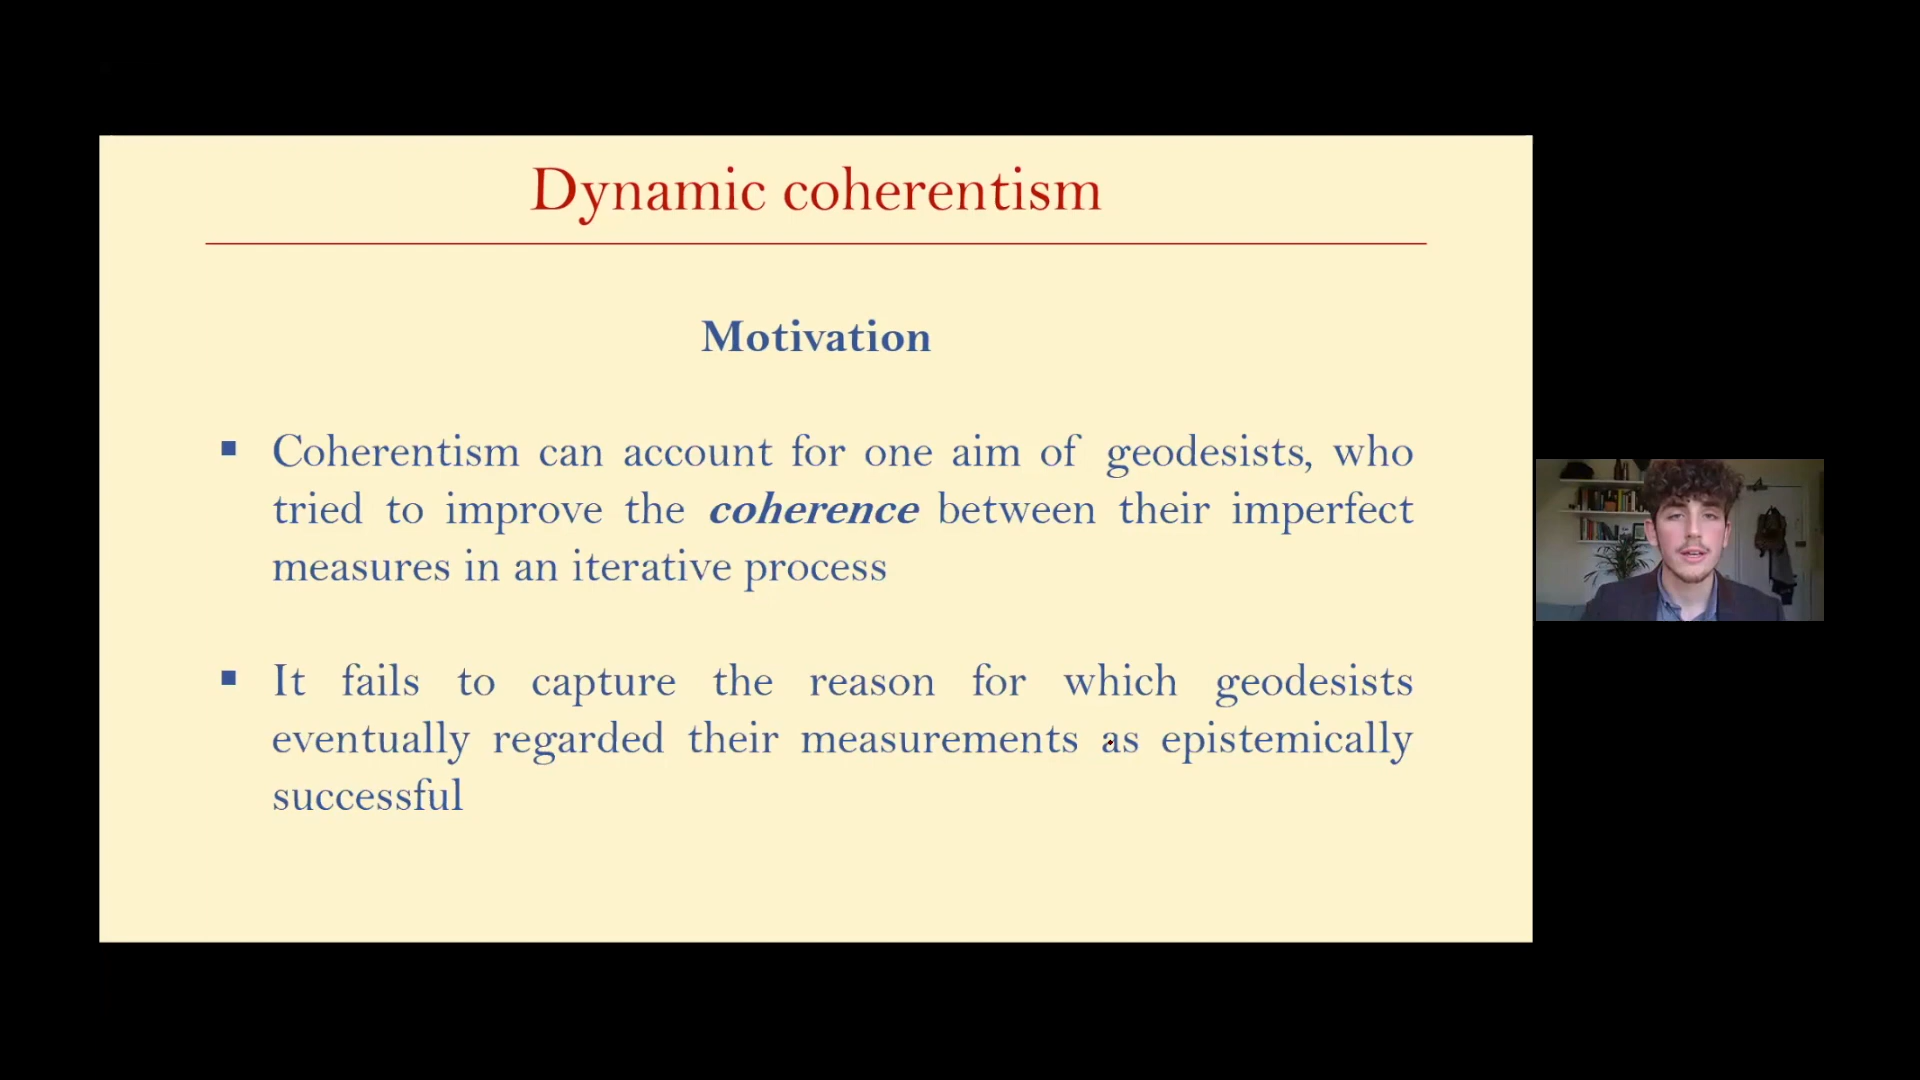 Dynamic coherentism
Motivation
▪ Coherentism can account for one aim of geodesists, who
tried to improve the coherence between their imperfect
measures in an iterative process
▪ It fails to capture the reason for which geodesists
eventually regarded their measurements as epistemically
successful